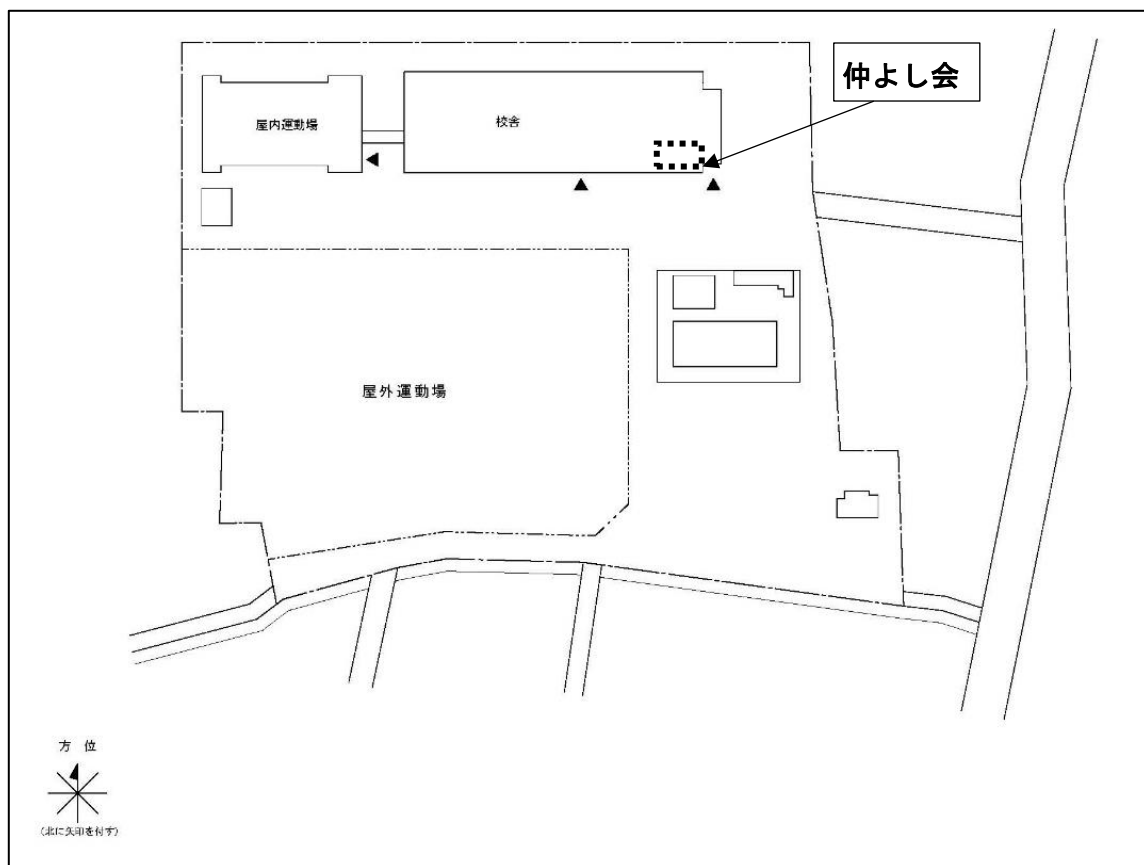 仲よし会
屋内運動場
校舎
屋外運動場
方 位
(北に矢印を付す)